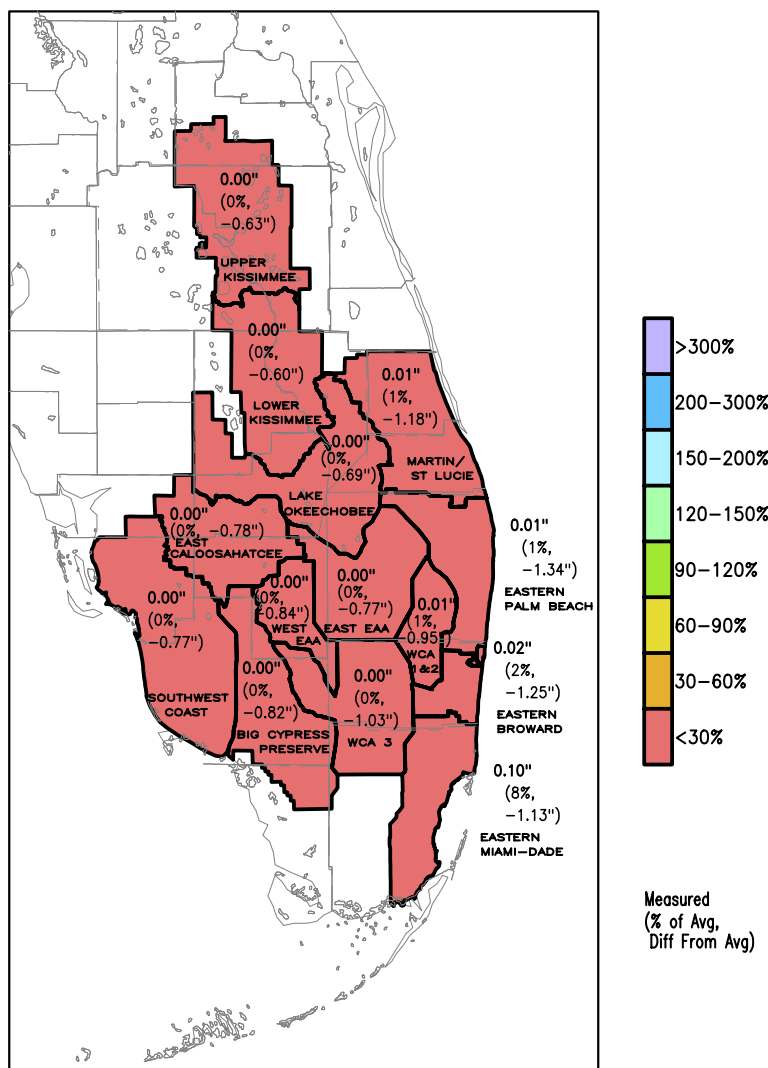 0.00"
(0%,
-0.63")
UPPER
KISSIMMEE
0.00"
(0%,
-0.60")
LOWER
KISSIMMEE
0.01"
(1%,
-1.18")
MARTIN/
ST LUCIE
0.00"
(0%,
-0.69")
LAKE
OKEECHOBEE
0.00"
(0%, -0.78")
EAST
CALOOSAHATCEE
0.01"
(1%,
-1.34")
EASTERN
PALM BEACH
0.00"
(0%,
-0.77")
SOUTHWEST
COAST
0.00"
(0%,
-0.84")
WEST
EAA
0.00"
(0%,
-0.77")
EAST EAA
0.01"
(1%,
-0.95")
WCA
1&2
0.02"
(2%,
-1.25")
EASTERN
BROWARD
0.00"
(0%,
-0.82")
BIG CYPRESS
PRESERVE
0.00"
(0%,
-1.03")
WCA 3
0.10"
(8%,
-1.13")
EASTERN
MIAMI-DADE
>300%
200-300%
150-200%
120-150%
90-120%
60-90%
30-60%
<30%
Measured
(% of Avg,
Diff From Avg)